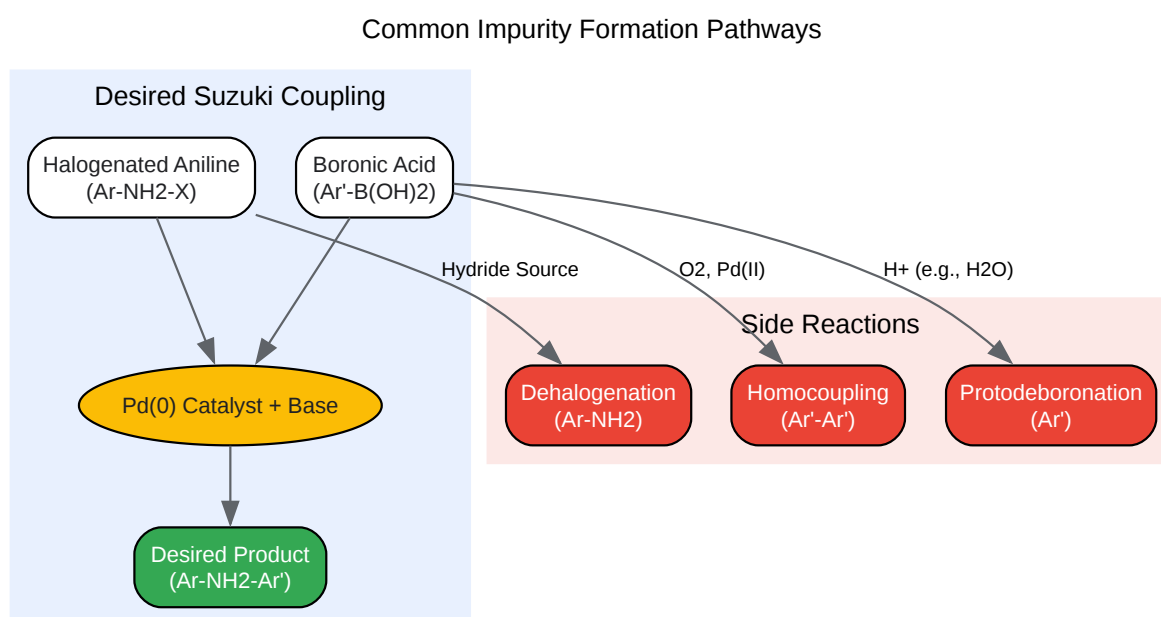 Common Impurity Formation Pathways
Desired Suzuki Coupling
Halogenated Aniline
(Ar-NH2-X)
Boronic Acid
(Ar'-B(OH)2)
Hydride Source
O2, Pd(II)
H+ (e.g., H2O)
Side Reactions
Pd(0) Catalyst + Base
Dehalogenation
(Ar-NH2)
Homocoupling
(Ar'-Ar')
Protodeboronation
(Ar')
Desired Product
(Ar-NH2-Ar')